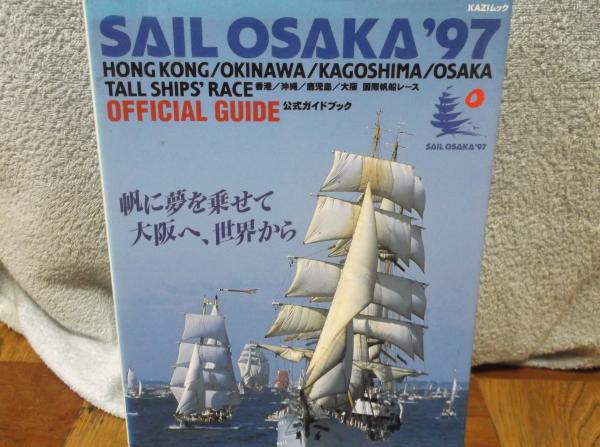 KAZIムック
SAIL OSAKA '97
HONG KONG/OKINAWA/KAGOSHIMA/OSAKA
TALL SHIPS' RACE 香港/沖縄/鹿児島/大阪 国際帆船レース
OFFICIAL GUIDE 公式ガイドブック
SAIL OSAKA'97
帆に夢を乗せて
大阪へ、世界から